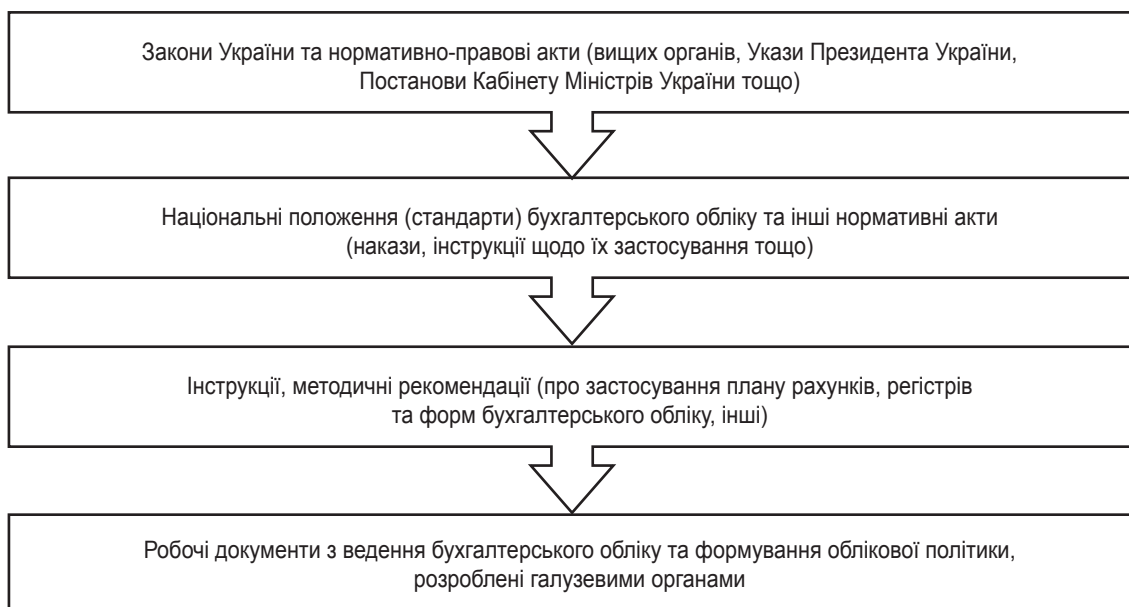 Закони України та нормативно-правові акти (вищих органів, Укази Президента України,
Постанови Кабінету Міністрів України тощо)
Національні положення (стандарти) бухгалтерського обліку та інші нормативні акти
(накази, інструкції щодо їх застосування тощо)
Інструкції, методичні рекомендації (про застосування плану рахунків, регістрів
та форм бухгалтерського обліку, інші)
Робочі документи з ведення бухгалтерського обліку та формування облікової політики,
розроблені галузевими органами